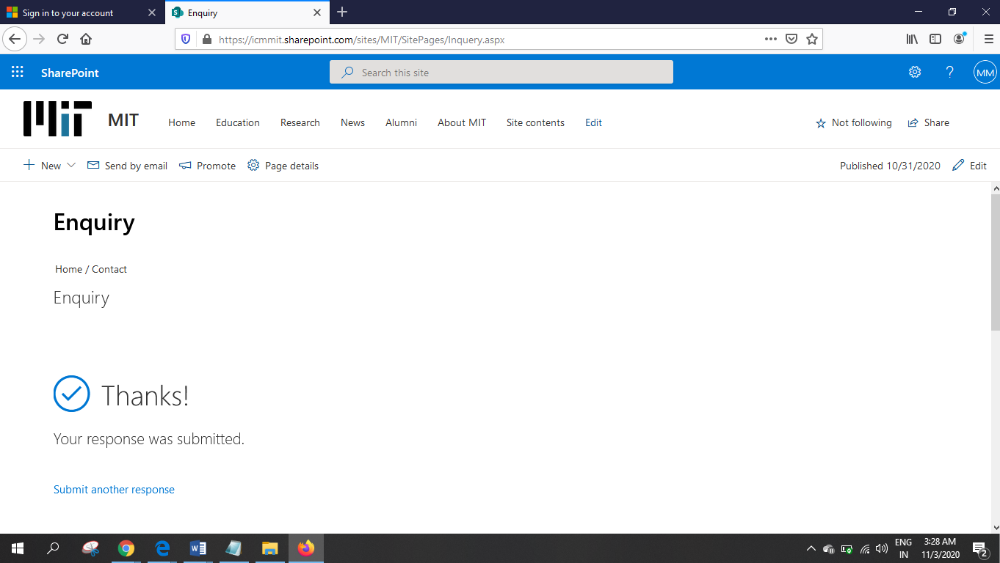 Sign in to your account
Enquiry
https://icmmit.sharepoint.com/sites/MIT/SitePages/Inquery.aspx
SharePoint
Search this site
MM
MIT
MIT Home Education Research News Alumni About MIT Site contents Edit
Not following Share
New Send by email Promote Page details
Published 10/31/2020 Edit
Enquiry
Home / Contact
Enquiry
Thanks!
Your response was submitted.
Submit another response
ENG
IN
3:28 AM
11/3/2020
2